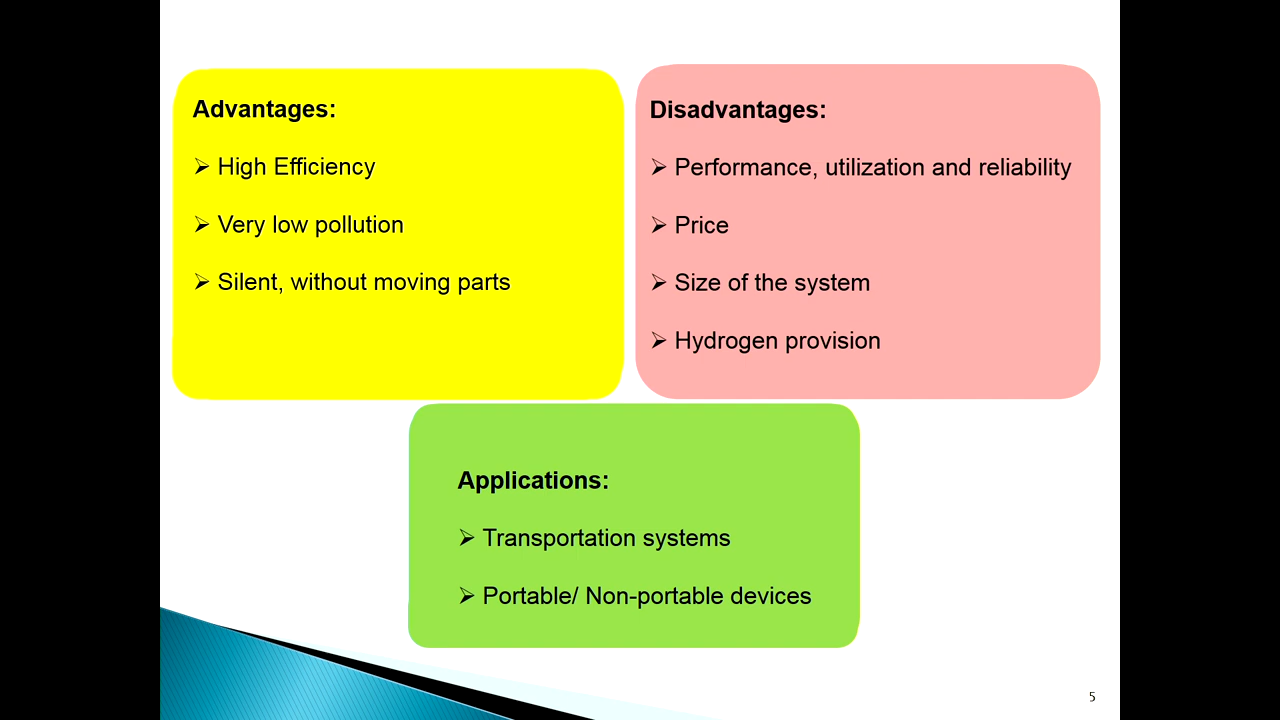 Advantages:
➢ High Efficiency
➢ Very low pollution
➢ Silent, without moving parts
Disadvantages:
➢ Performance, utilization and reliability
➢ Price
➢ Size of the system
➢ Hydrogen provision
Applications:
➢ Transportation systems
➢ Portable/ Non-portable devices
5